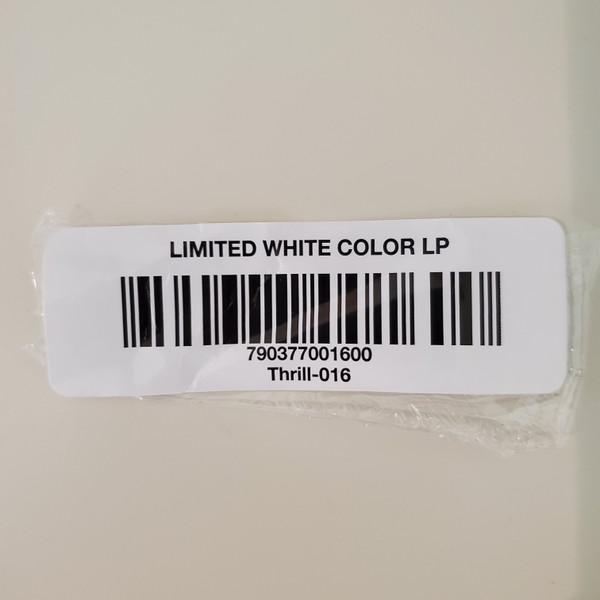 LIMITED WHITE COLOR LP
790377001600
Thrill-016